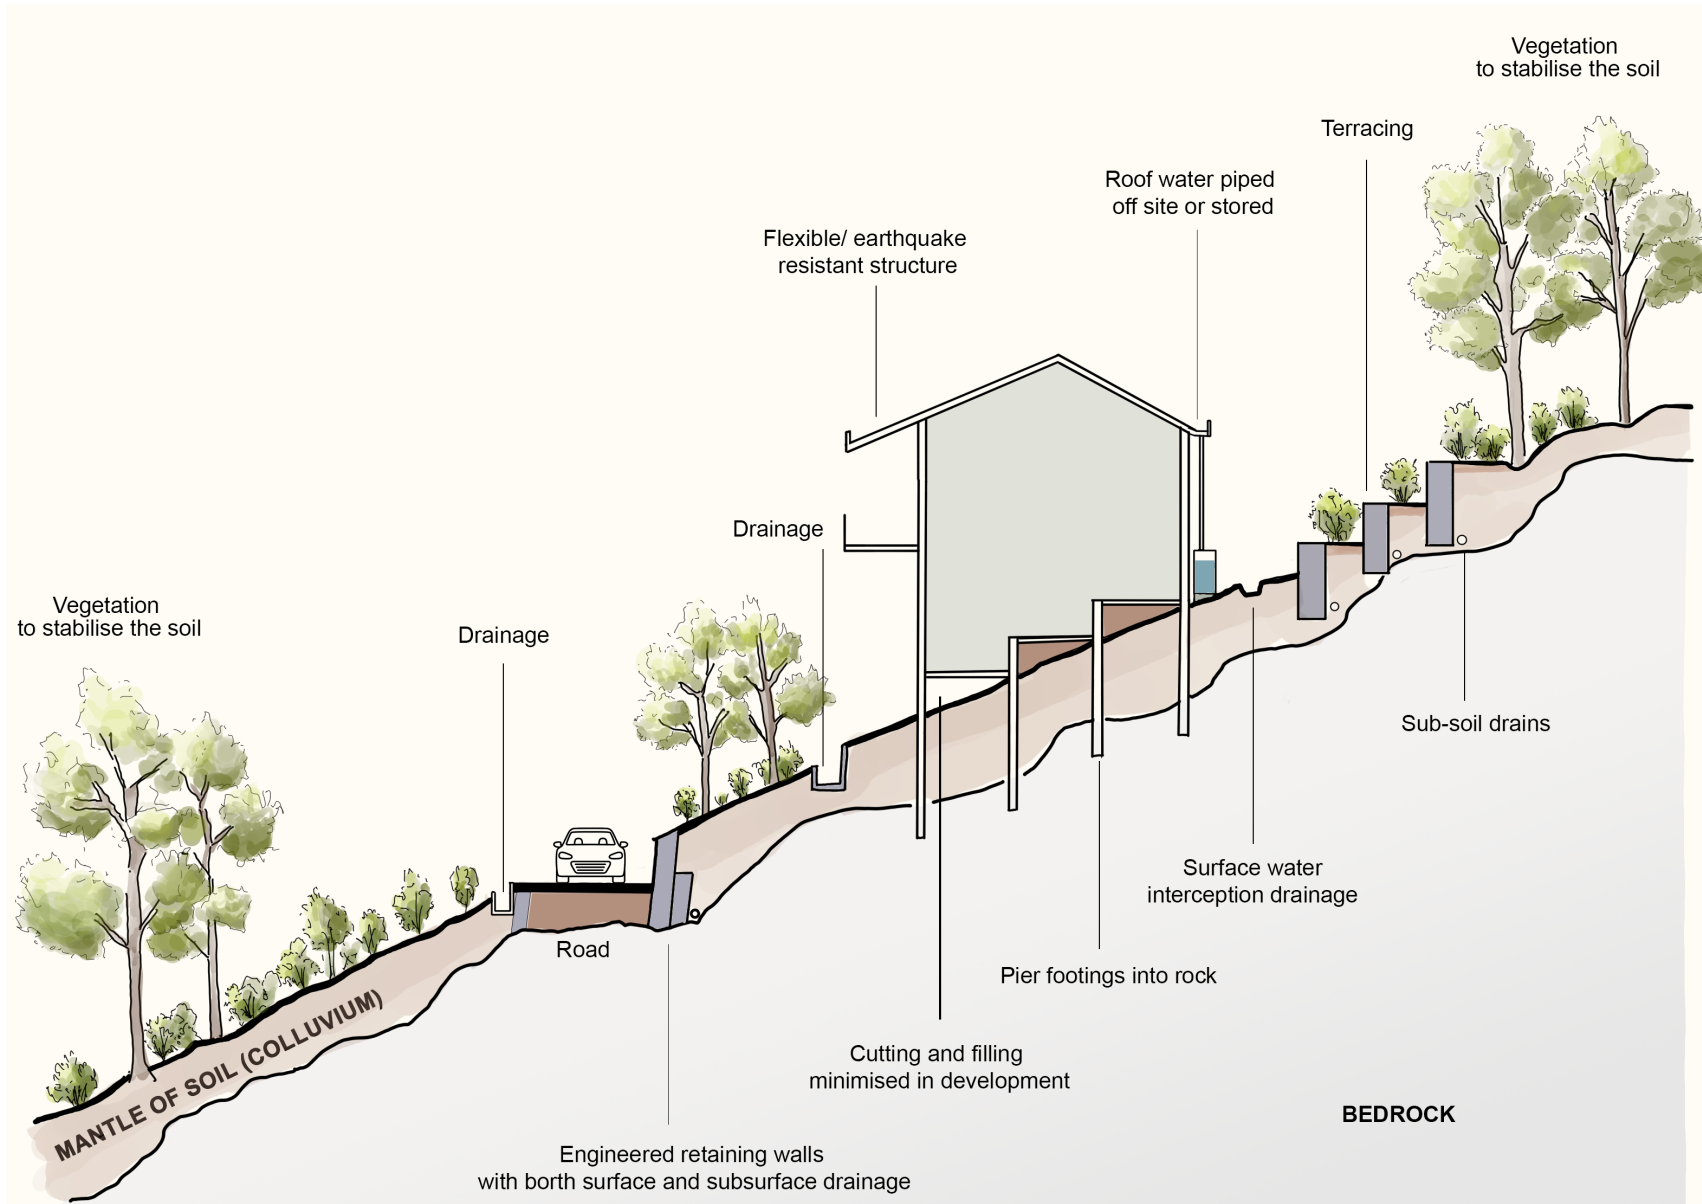 Vegetation
to stabilise the soil
Terracing
Roof water piped
off site or stored
Flexible/ earthquake
resistant structure
Drainage
Vegetation
to stabilise the soil
Drainage
Sub-soil drains
Surface water
interception drainage
Road
Pier footings into rock
MANTLE OF SOIL (COLLUVIUM)
Cutting and filling
minimised in development
BEDROCK
Engineered retaining walls
with borth surface and subsurface drainage